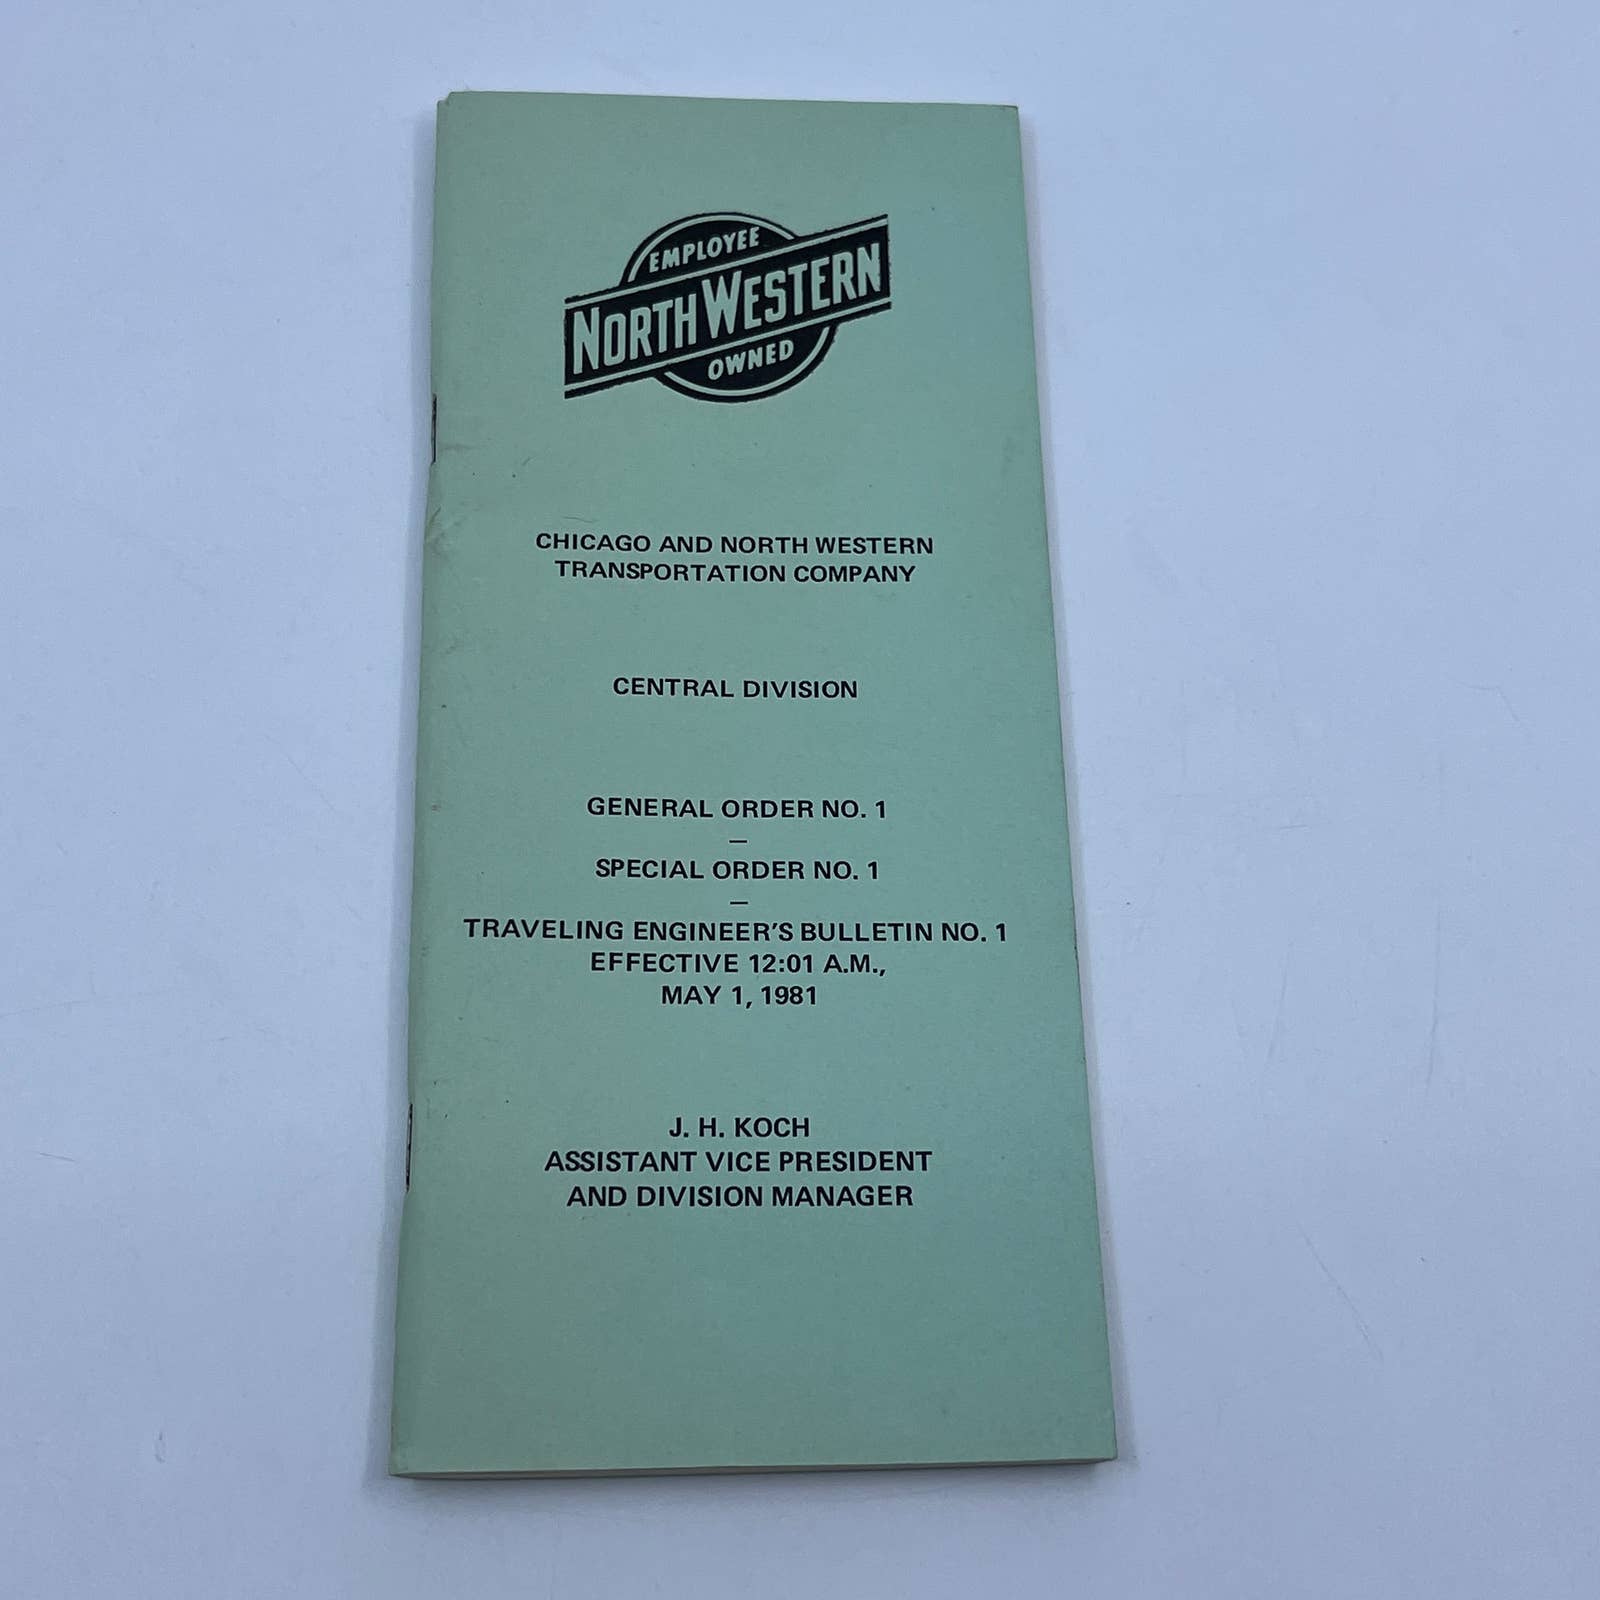 EMPLOYEE
NORTH WESTERN
OWNED
CHICAGO AND NORTH WESTERN
TRANSPORTATION COMPANY
CENTRAL DIVISION
GENERAL ORDER NO. 1
—
SPECIAL ORDER NO. 1
—
TRAVELING ENGINEER'S BULLETIN NO. 1
EFFECTIVE 12:01 A.M.,
MAY 1, 1981
J. H. KOCH
ASSISTANT VICE PRESIDENT
AND DIVISION MANAGER